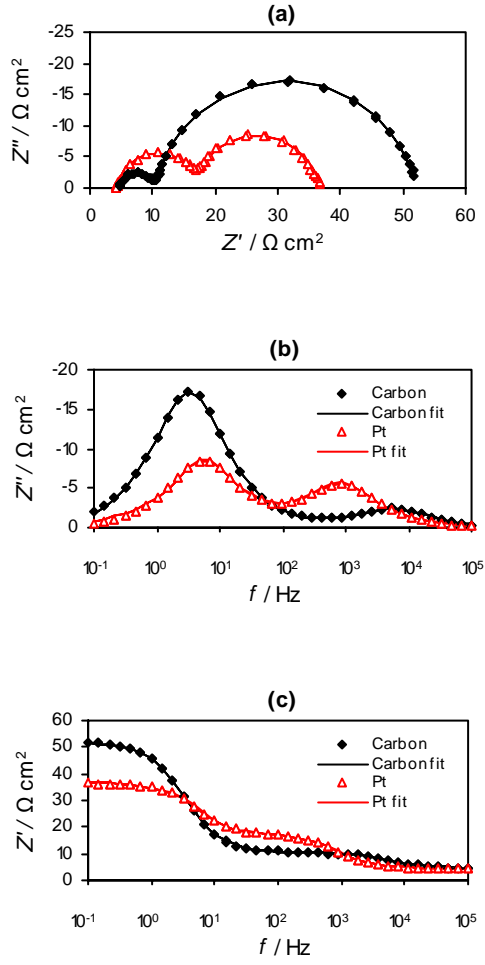 (a)
-25
-20
-15
-10
-5
0
Z'' / Ω cm²
0 10 20 30 40 50 60
Z' / Ω cm²
(b)
-20
-15
-10
-5
0
Z'' / Ω cm²
Carbon
Carbon fit
Pt
Pt fit
10⁻¹ 10⁰ 10¹ 10² 10³ 10⁴ 10⁵
f / Hz
(c)
60
50
40
30
20
10
0
Z' / Ω cm²
Carbon
Carbon fit
Pt
Pt fit
10⁻¹ 10⁰ 10¹ 10² 10³ 10⁴ 10⁵
f / Hz